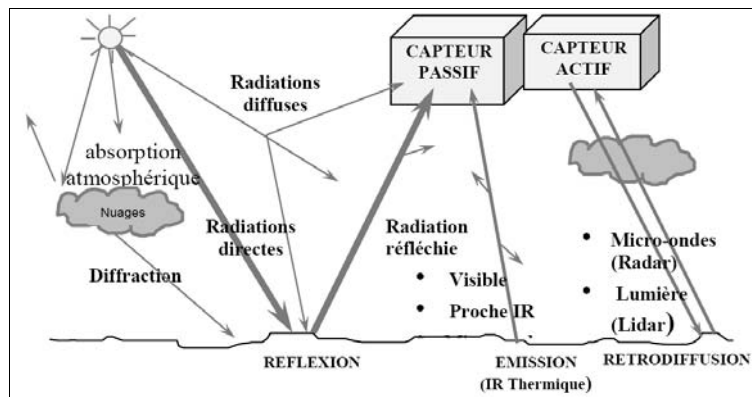 CAPTEUR
PASSIF
CAPTEUR
ACTIF
Radiations
diffuses
absorption
atmosphérique
Nuages
Radiations
directes
Diffraction
Radiation
réfléchie
• Visible
• Proche IR
• Micro-ondes
(Radar)
• Lumière
(Lidar)
REFLEXION
EMISSION
(IR Thermique)
RETRODIFFUSION